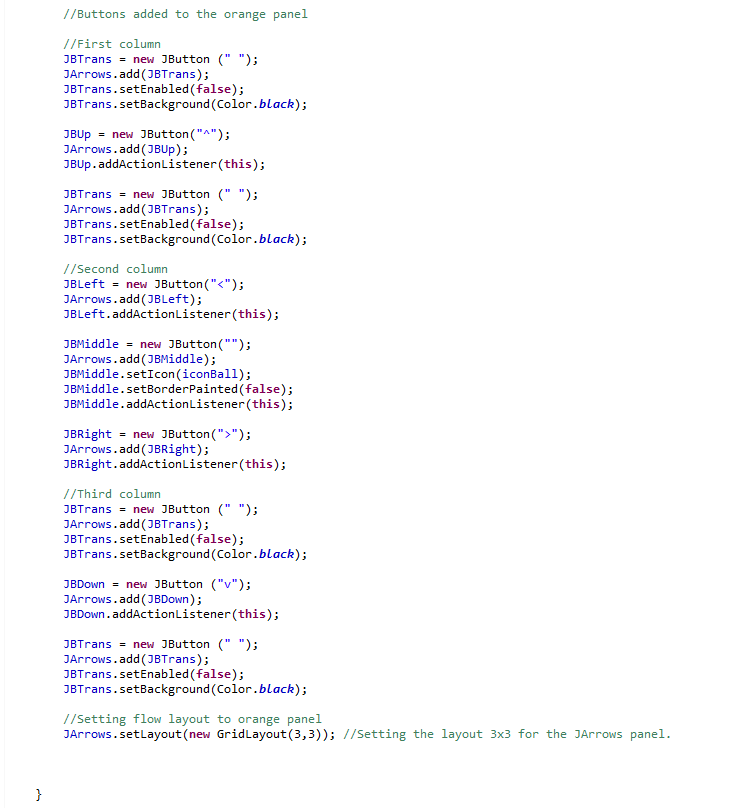 //Buttons added to the orange panel
//First column
JBTrans = new JButton (" ");
JArrows.add(JBTrans);
JBTrans.setEnabled(false);
JBTrans.setBackground(Color.black);
JBUp = new JButton("^");
JArrows.add(JBUp);
JBUp.addActionListener(this);
JBTrans = new JButton (" ");
JArrows.add(JBTrans);
JBTrans.setEnabled(false);
JBTrans.setBackground(Color.black);
//Second column
JBLeft = new JButton("<");
JArrows.add(JBLeft);
JBLeft.addActionListener(this);
JBMiddle = new JButton("");
JArrows.add(JBMiddle);
JBMiddle.setIcon(iconBall);
JBMiddle.setBorderPainted(false);
JBMiddle.addActionListener(this);
JBRight = new JButton(">");
JArrows.add(JBRight);
JBRight.addActionListener(this);
//Third column
JBTrans = new JButton (" ");
JArrows.add(JBTrans);
JBTrans.setEnabled(false);
JBTrans.setBackground(Color.black);
JBDown = new JButton ("v");
JArrows.add(JBDown);
JBDown.addActionListener(this);
JBTrans = new JButton (" ");
JArrows.add(JBTrans);
JBTrans.setEnabled(false);
JBTrans.setBackground(Color.black);
//Setting flow layout to orange panel
JArrows.setLayout(new GridLayout(3,3)); //Setting the layout 3x3 for the JArrows panel.
}